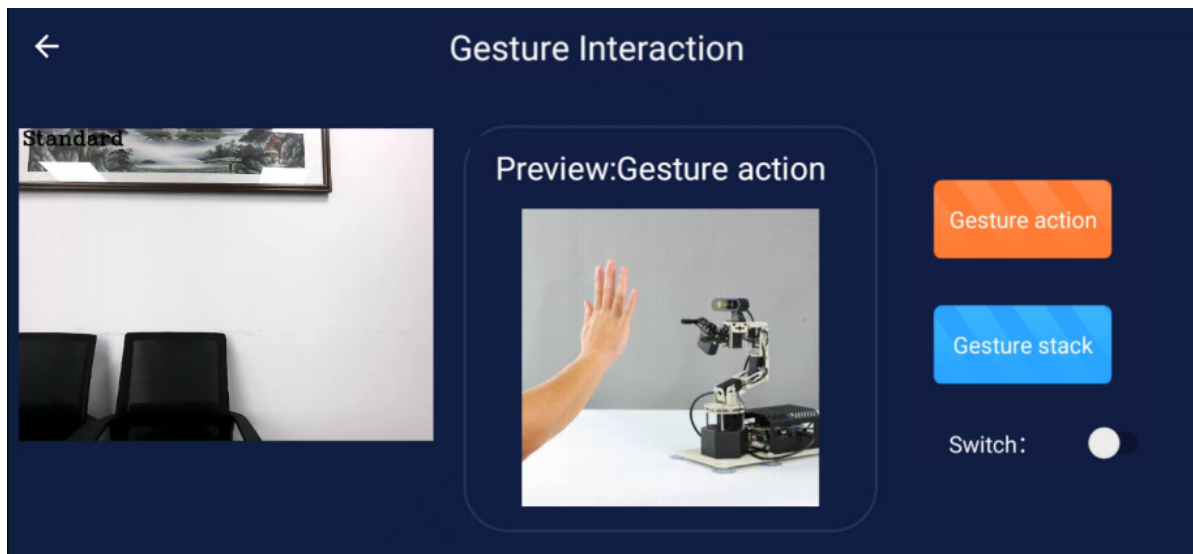 Gesture Interaction
Standard
Preview:Gesture action
Gesture action
Gesture stack
Switch: